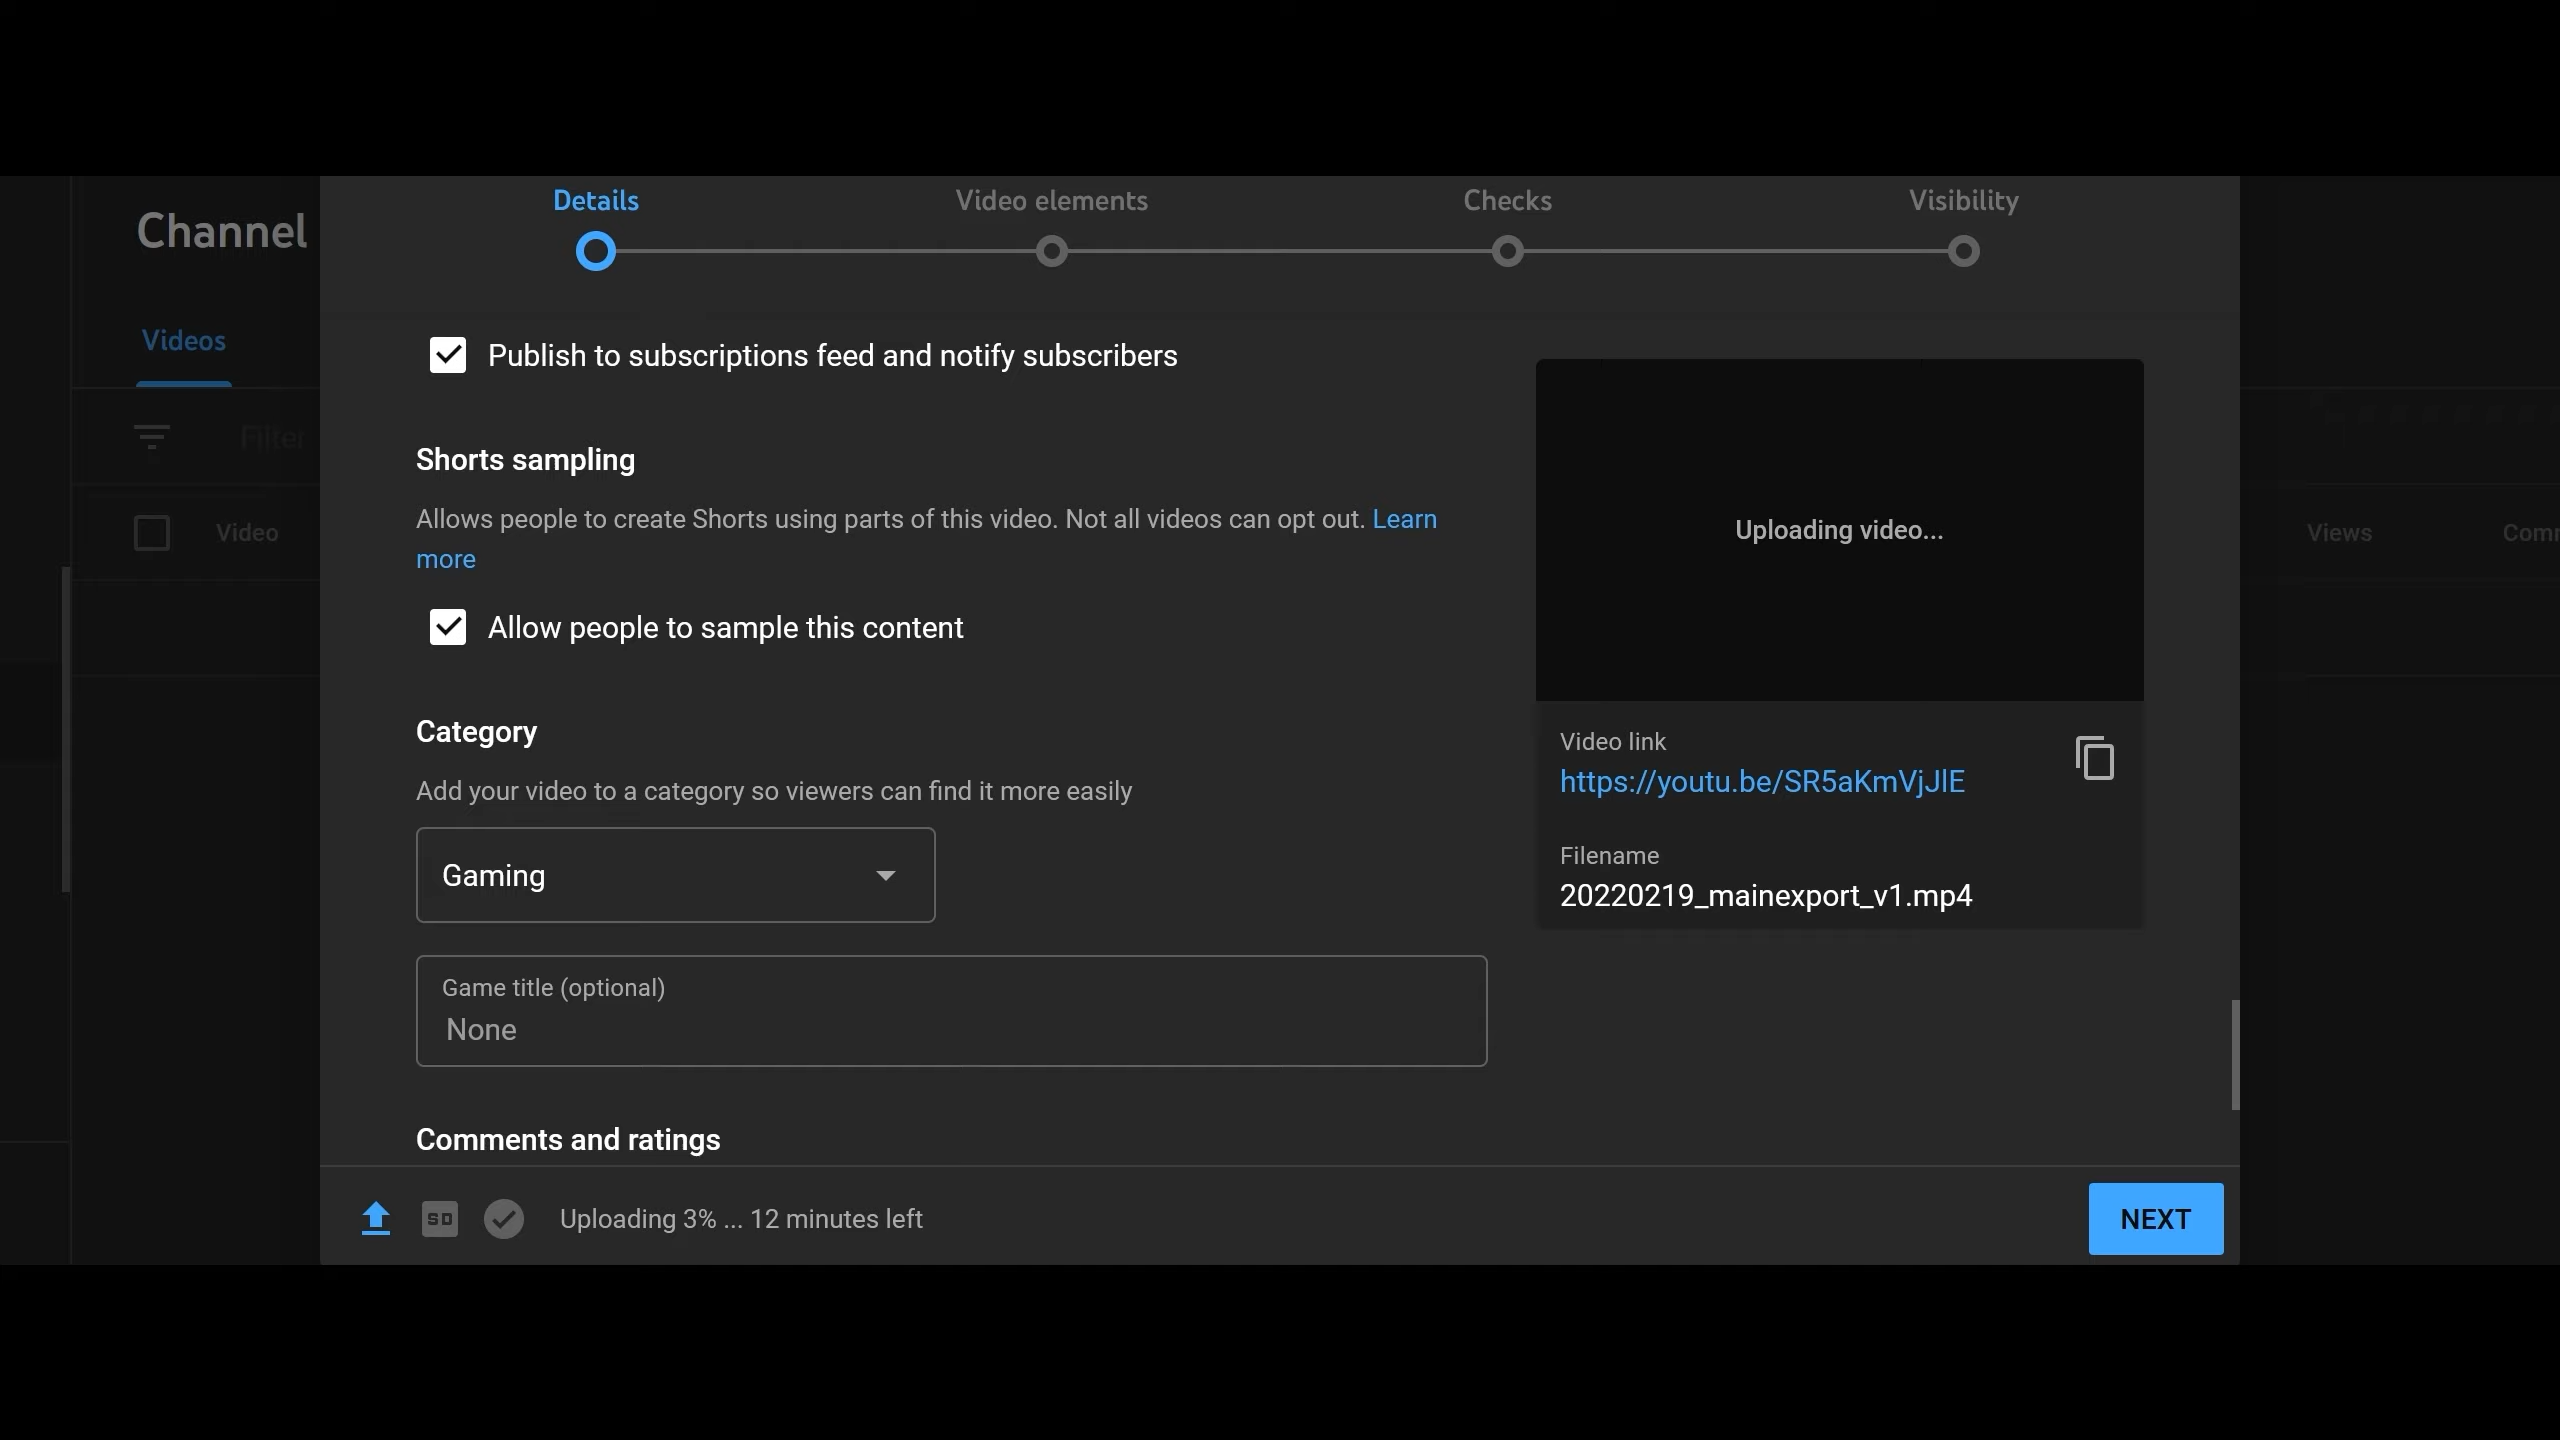 Details
Video elements
Checks
Visibility
Channel
Videos
Filter
Video
Views
Publish to subscriptions feed and notify subscribers
Shorts sampling
Allows people to create Shorts using parts of this video. Not all videos can opt out. Learn
more
Allow people to sample this content
Category
Add your video to a category so viewers can find it more easily
Gaming
Game title (optional)
None
Comments and ratings
Uploading video...
Video link
https://youtu.be/SR5aKmVjJlE
Filename
20220219_mainexport_v1.mp4
SD
Uploading 3% ... 12 minutes left
NEXT